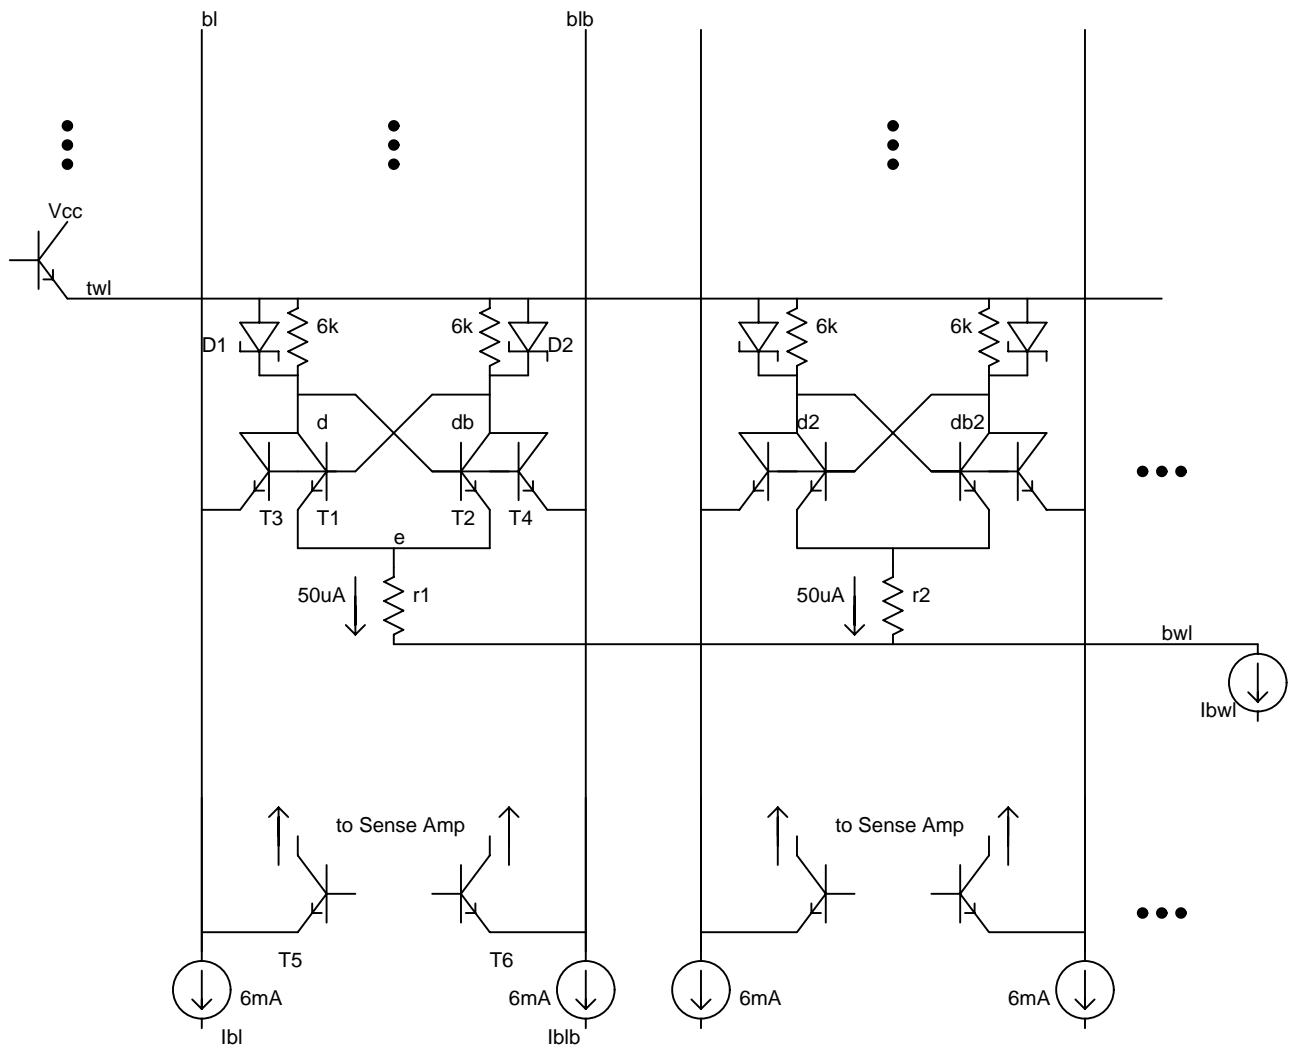 bl
blb
Vcc
twl
6k
6k
6k
6k
D1
D2
d
db
d2
db2
T3
T1
T2
T4
e
50uA
r1
50uA
r2
bwl
Ibwl
to Sense Amp
to Sense Amp
T5
T6
6mA
6mA
6mA
6mA
Ibl
Iblb